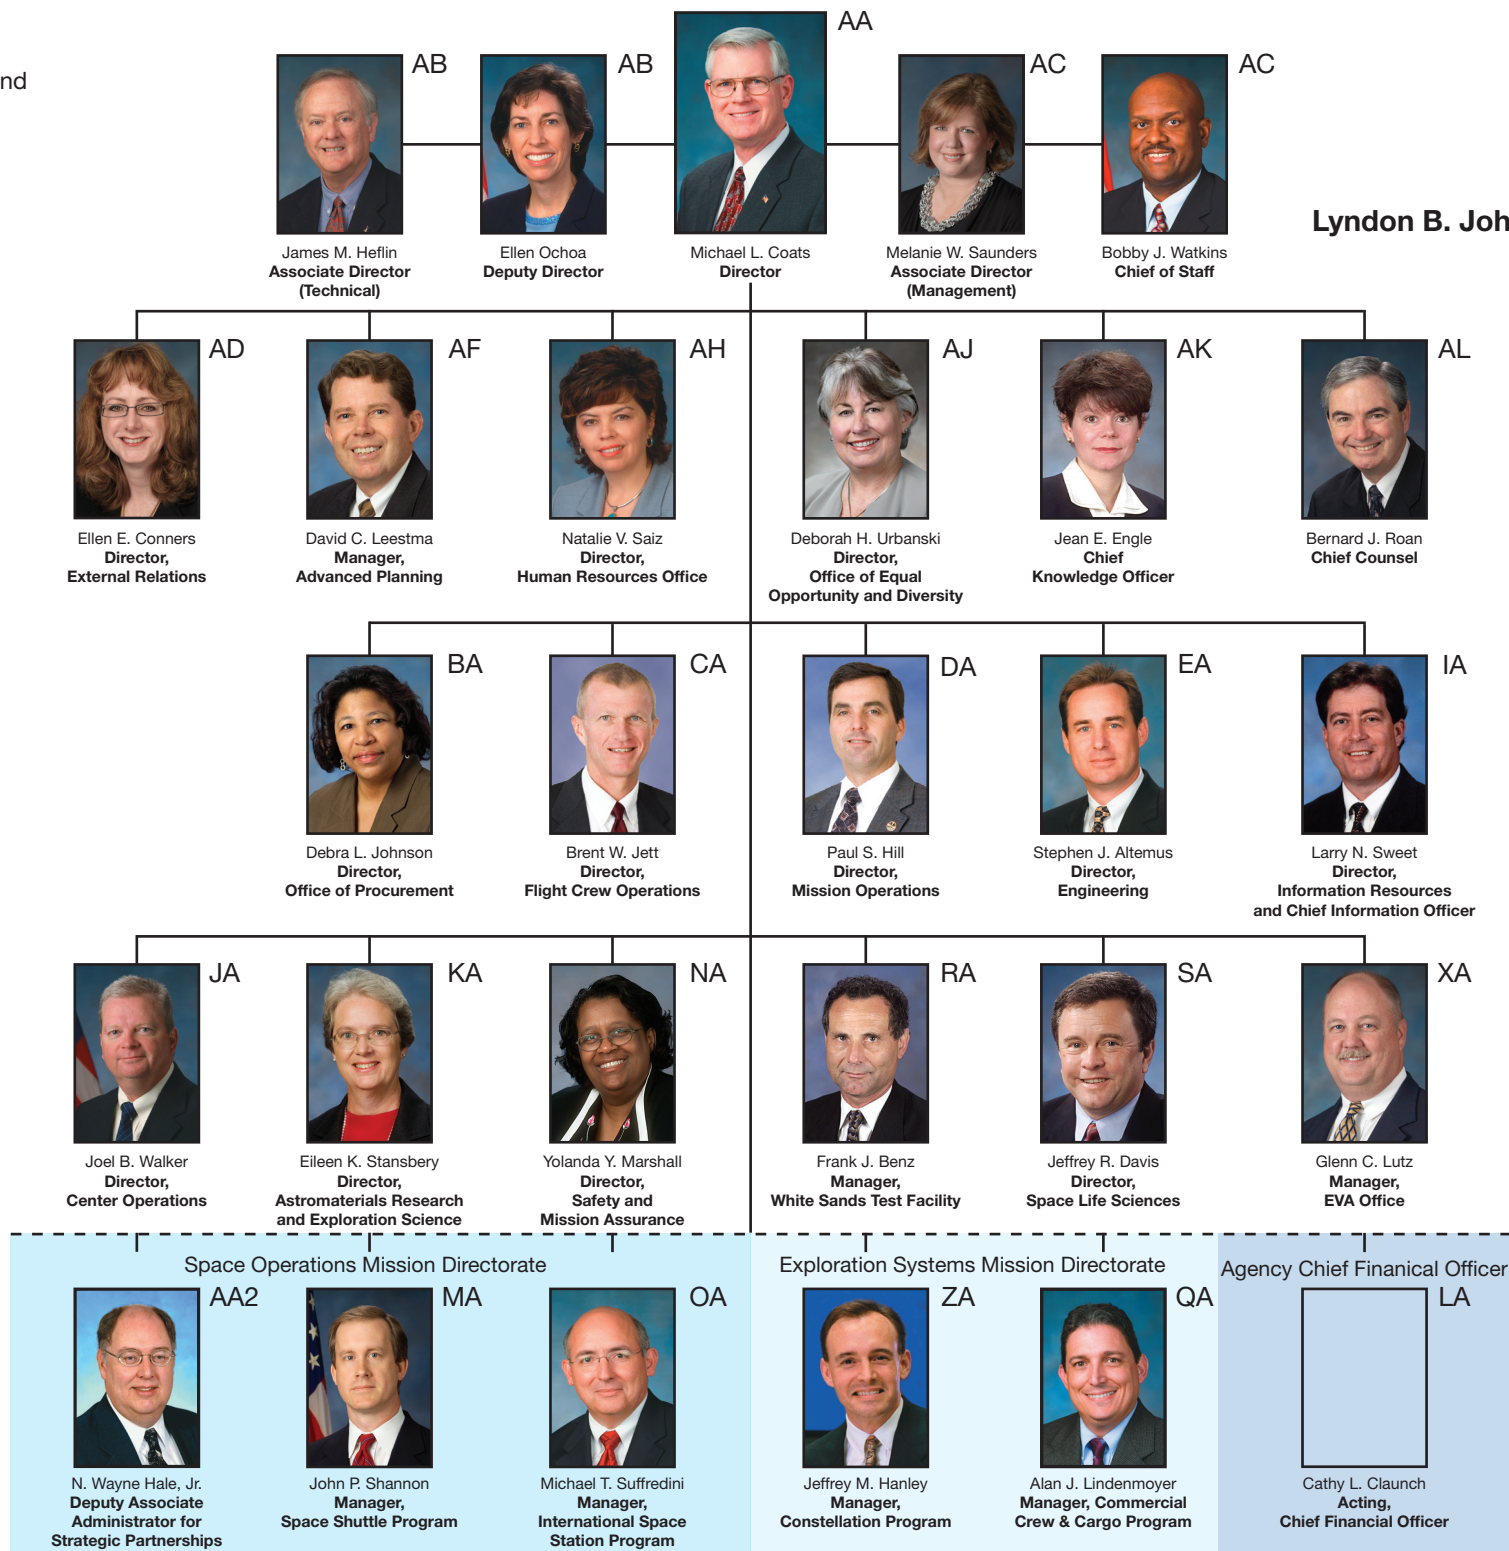 nd
AA
AB
AB
AC
AC
James M. Heflin
Associate Director
(Technical)
Ellen Ochoa
Deputy Director
Michael L. Coats
Director
Melanie W. Saunders
Associate Director
(Management)
Bobby J. Watkins
Chief of Staff
Lyndon B. Joh
AD
AF
AH
AJ
AK
AL
Ellen E. Conners
Director,
External Relations
David C. Leestma
Manager,
Advanced Planning
Natalie V. Saiz
Director,
Human Resources Office
Deborah H. Urbanski
Director,
Office of Equal
Opportunity and Diversity
Jean E. Engle
Chief
Knowledge Officer
Bernard J. Roan
Chief Counsel
BA
CA
DA
EA
IA
Debra L. Johnson
Director,
Office of Procurement
Brent W. Jett
Director,
Flight Crew Operations
Paul S. Hill
Director,
Mission Operations
Stephen J. Altemus
Director,
Engineering
Larry N. Sweet
Director,
Information Resources
and Chief Information Officer
JA
KA
NA
RA
SA
XA
Joel B. Walker
Director,
Center Operations
Eileen K. Stansbery
Director,
Astromaterials Research
and Exploration Science
Yolanda Y. Marshall
Director,
Safety and
Mission Assurance
Frank J. Benz
Manager,
White Sands Test Facility
Jeffrey R. Davis
Director,
Space Life Sciences
Glenn C. Lutz
Manager,
EVA Office
Space Operations Mission Directorate
Exploration Systems Mission Directorate
Agency Chief Finanical Officer
AA2
MA
OA
ZA
QA
LA
N. Wayne Hale, Jr.
Deputy Associate
Administrator for
Strategic Partnerships
John P. Shannon
Manager,
Space Shuttle Program
Michael T. Suffredini
Manager,
International Space
Station Program
Jeffrey M. Hanley
Manager,
Constellation Program
Alan J. Lindenmoyer
Manager, Commercial
Crew & Cargo Program
Cathy L. Claunch
Acting,
Chief Financial Officer